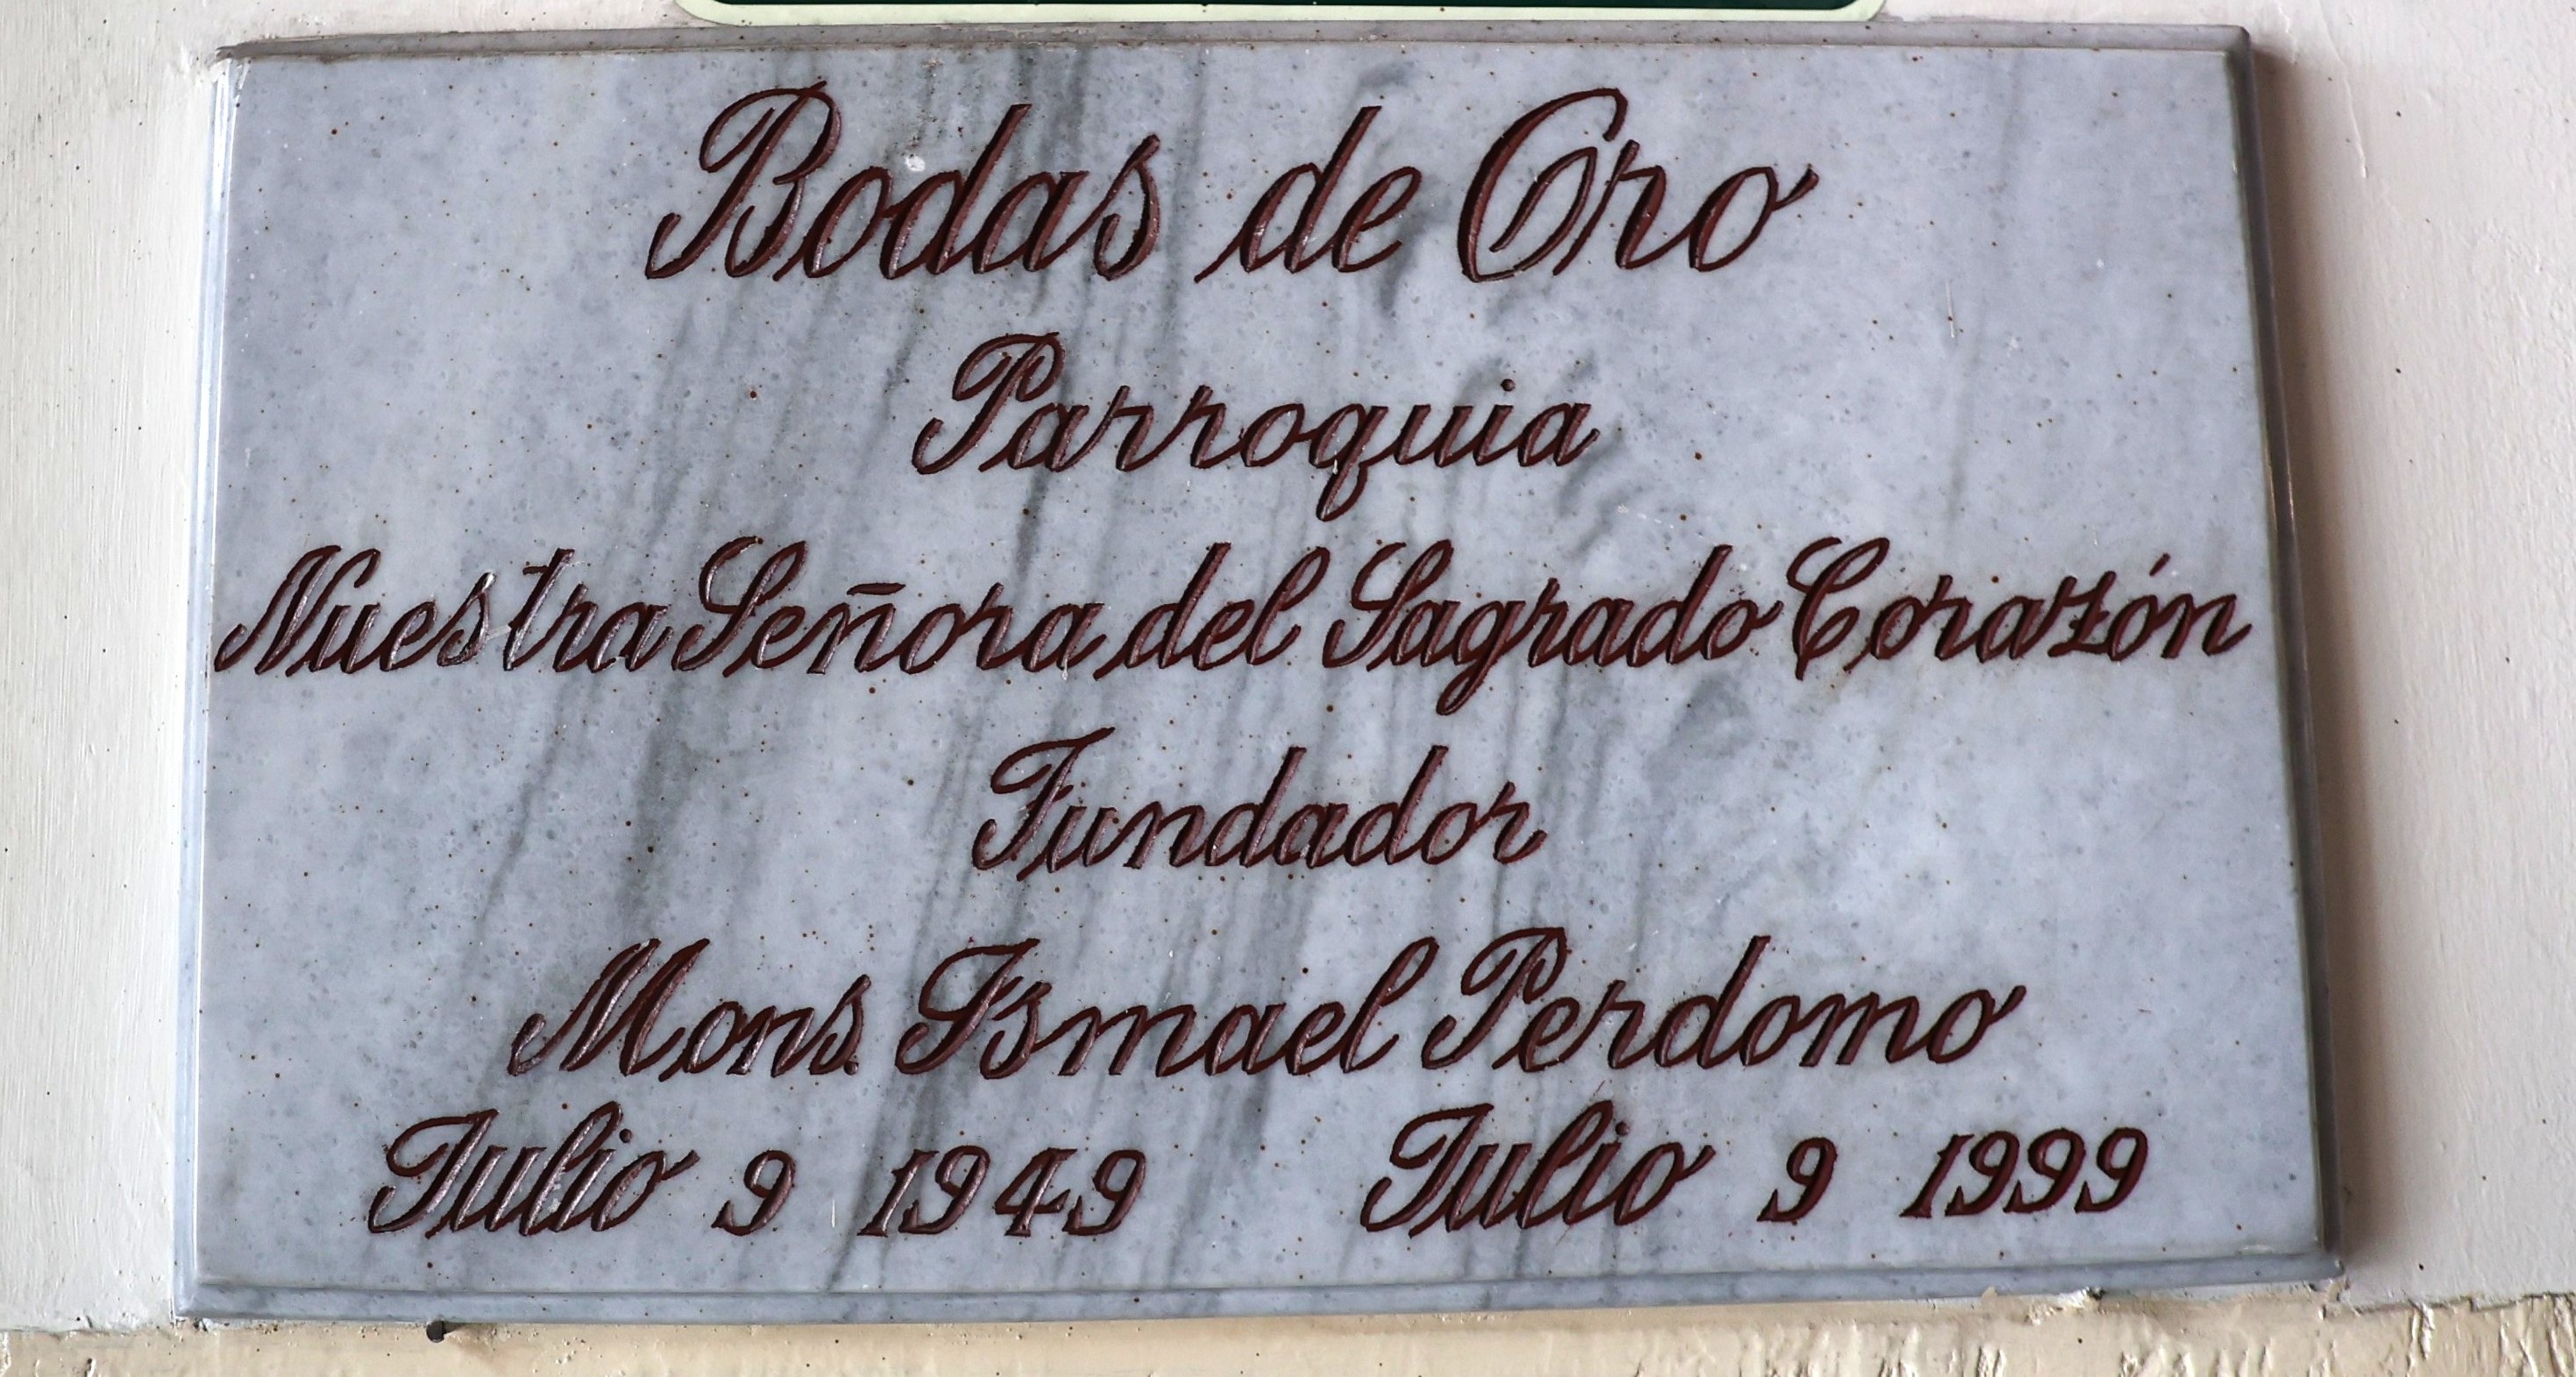 Bodas de Oro
Parroquia
Nuestra Señora del Sagrado Corazón
Fundador
Mons. Ismael Perdomo
Julio 9 1949 Julio 9 1999